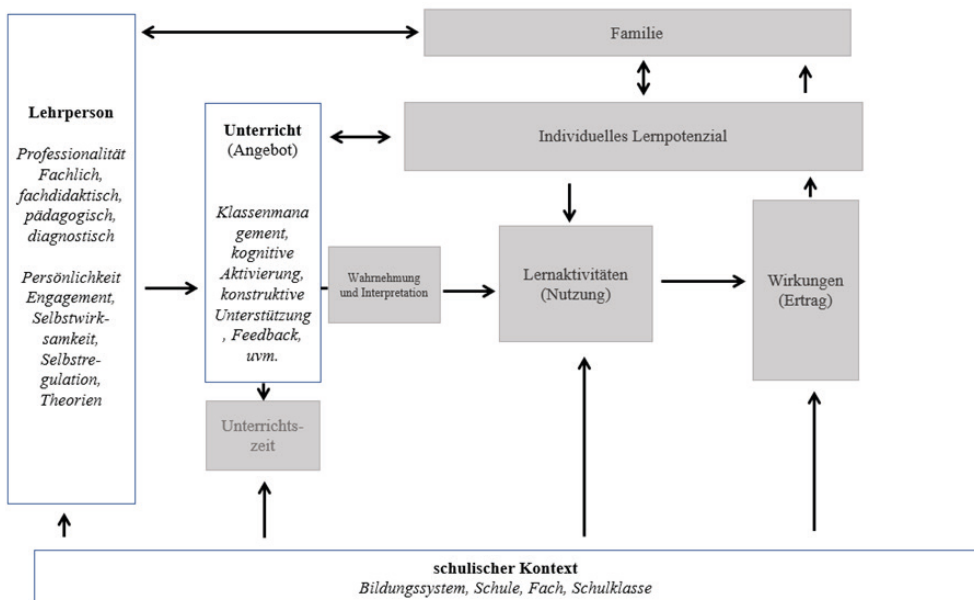 Familie
Lehrperson
Professionalität
Fachlich,
fachdidaktisch,
pädagogisch,
diagnostisch
Persönlichkeit
Engagement,
Selbstwirk-
samkeit,
Selbstre-
gulation,
Theorien
Unterricht
(Angebot)
Klassenmana
gement,
kognitive
Aktivierung,
konstruktive
Unterstützung
, Feedback,
uvm.
Individuelles Lernpotenzial
Wahrnehmung
und Interpretation
Lernaktivitäten
(Nutzung)
Wirkungen
(Ertrag)
Unterrichts-
zeit
schulischer Kontext
Bildungssystem, Schule, Fach, Schulklasse